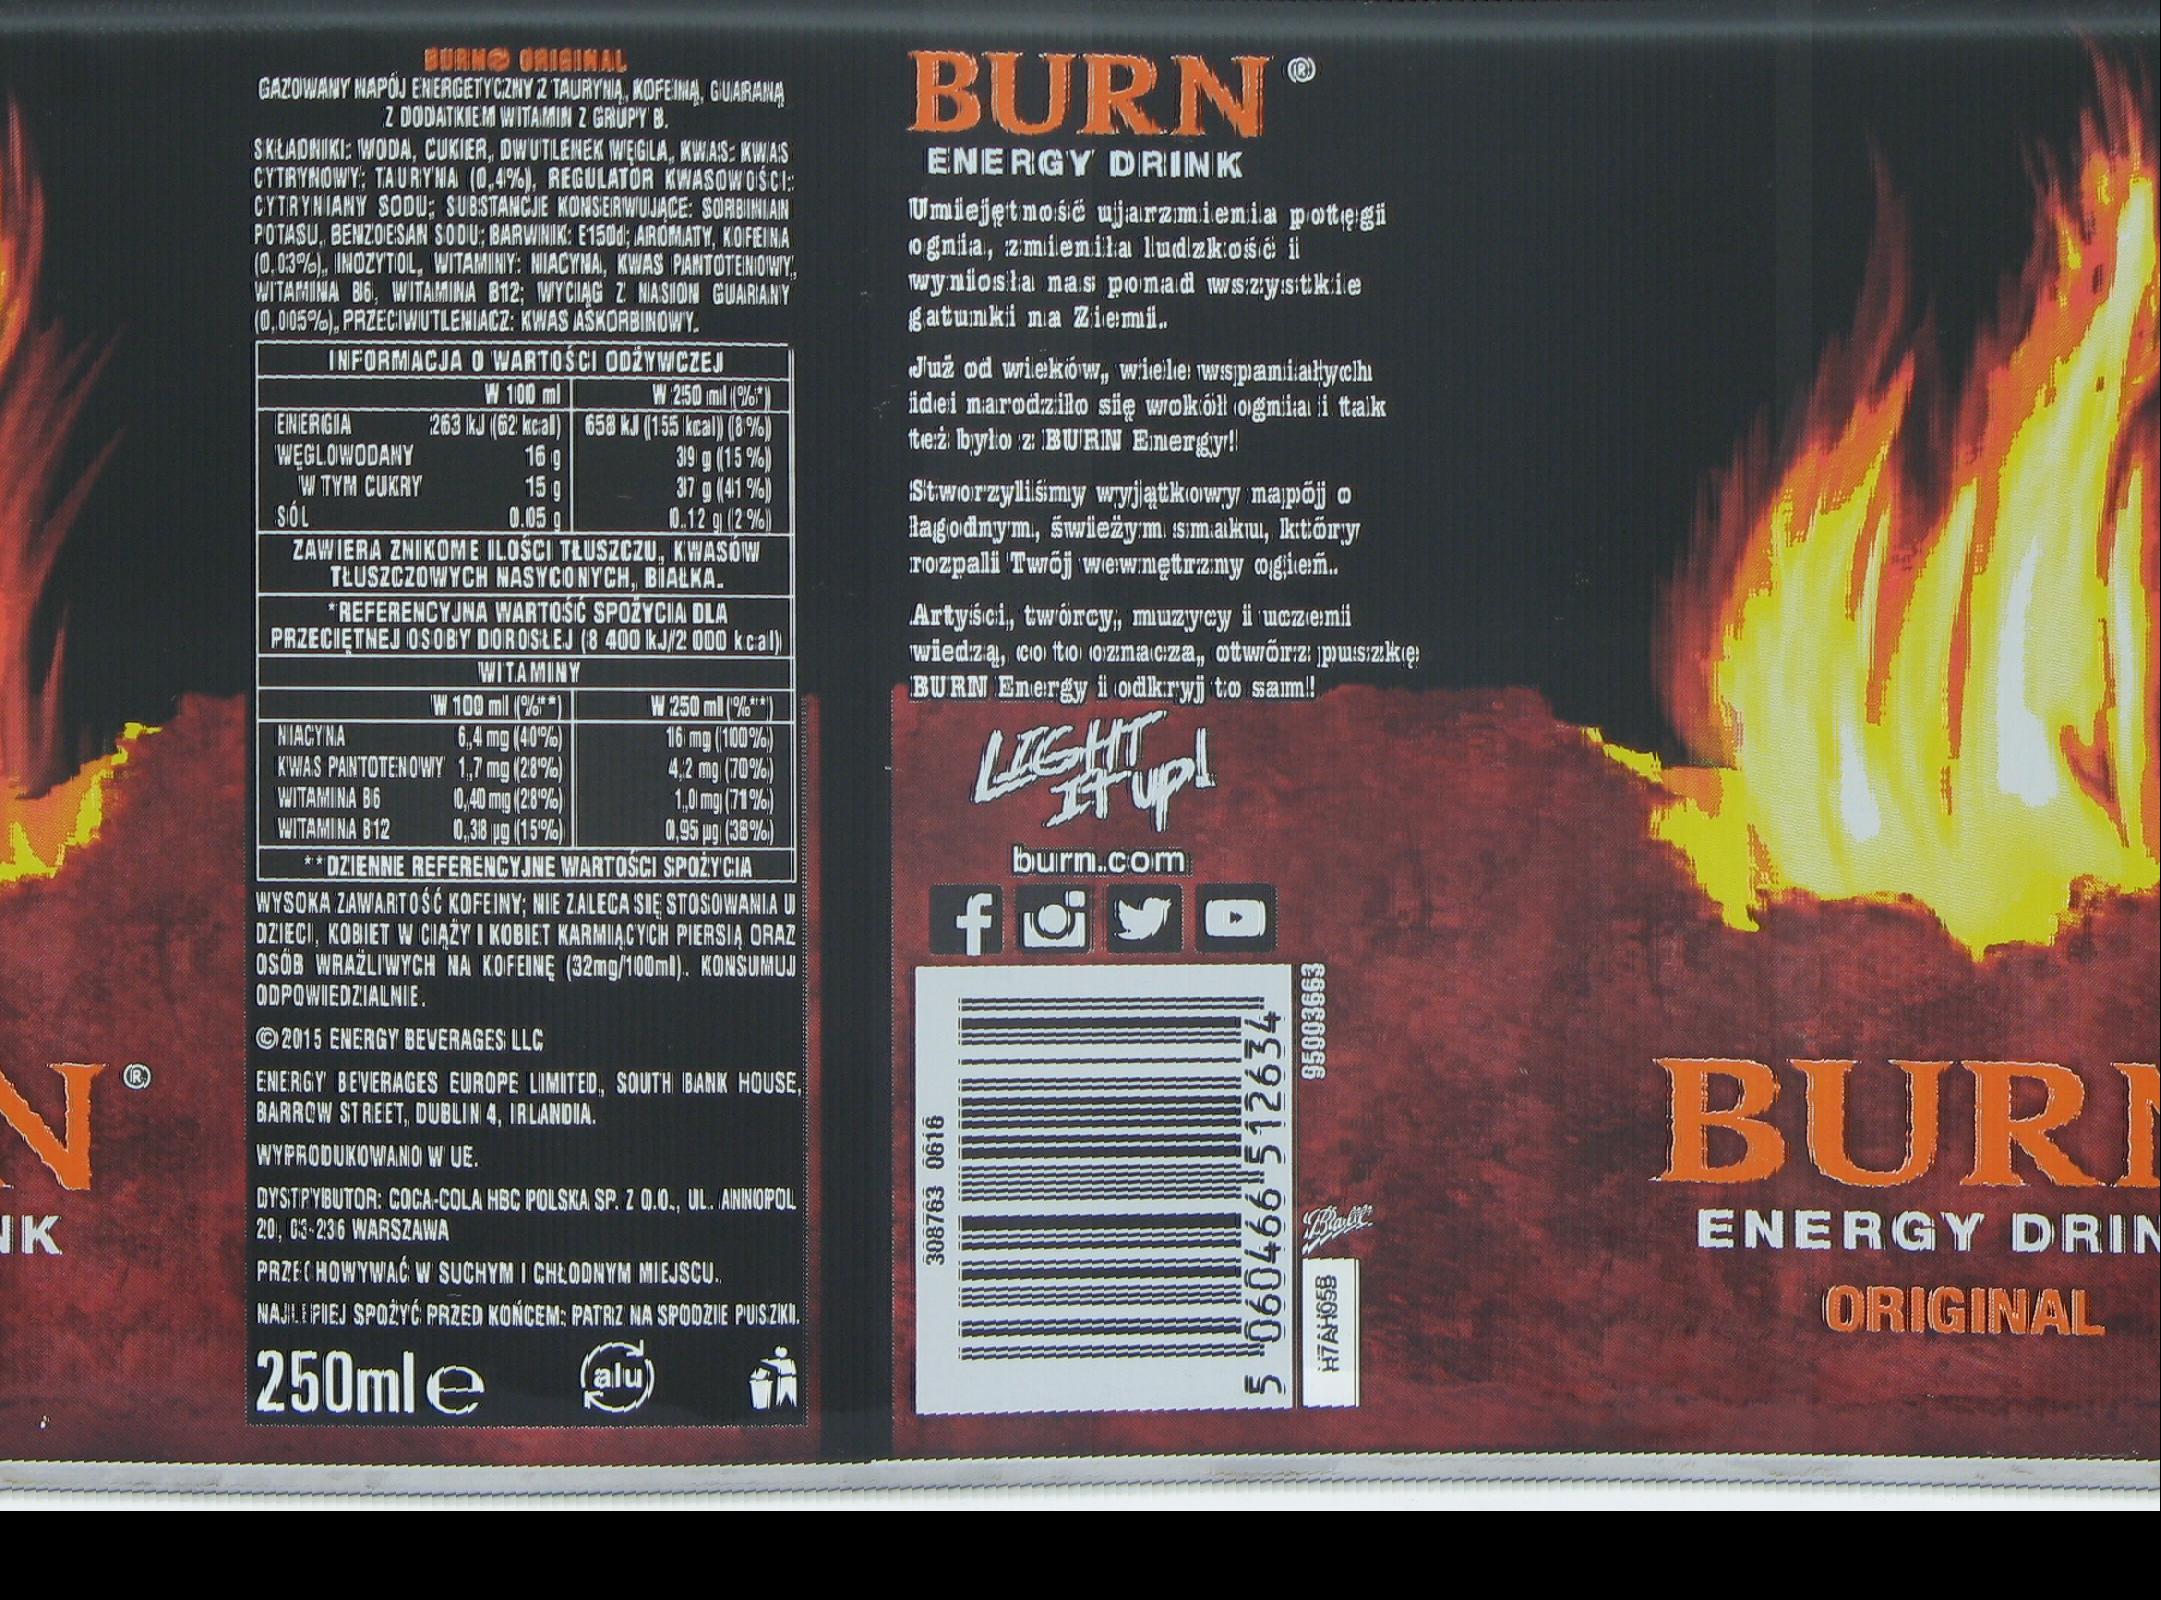 BURN® ORIGINAL
GAZOWANY NAPÓJ ENERGETYCZNY Z TAURYNĄ, KOFEINĄ, GUARANĄ
Z DODATKIEM WITAMIN Z GRUPY B.
SKŁADNIKI: WODA, CUKIER, DWUTLENEK WĘGLA, KWAS: KWAS
CYTRYNOWY; TAURYNA (0,4%), REGULATOR KWASOWOŚCI:
CYTRYNIANY SODU; SUBSTANCJE KONSERWUJĄCE: SORBINIAN
POTASU, BENZOESAN SODU; BARWNIK: E150d; AROMATY, KOFEINA
(0,03%), INOZYTOL, WITAMINY: NIACYNA, KWAS PANTOTENOWY,
WITAMINA B6, WITAMINA B12; WYCIĄG Z NASION GUARANY
(0,005%), PRZECIWUTLENIACZ: KWAS ASKORBINOWY.
INFORMACJA O WARTOŚCI ODŻYWCZEJ
W 100 ml W 250 ml (%*)
ENERGIA 263 kJ (62 kcal) 658 kJ (155 kcal) (8%)
WĘGLOWODANY 16 g 39 g (15 %)
W TYM CUKRY 15 g 37 g (41 %)
SÓL 0.05 g 0.12 g (2 %)
ZAWIERA ZNIKOME ILOŚCI TŁUSZCZU, KWASÓW
TŁUSZCZOWYCH NASYCONYCH, BIAŁKA.
*REFERENCYJNA WARTOŚĆ SPOŻYCIA DLA
PRZECIĘTNEJ OSOBY DOROSŁEJ (8 400 kJ/2 000 kcal)
WITAMINY
W 100 ml (%**) W 250 ml (%**)
NIACYNA 6,4 mg (40%) 16 mg (100%)
KWAS PANTOTENOWY 1,7 mg (28%) 4,2 mg (70%)
WITAMINA B6 0,40 mg (28%) 1,0 mg (71%)
WITAMINA B12 0,38 µg (15%) 0,95 µg (38%)
**DZIENNE REFERENCYJNE WARTOŚCI SPOŻYCIA
WYSOKA ZAWARTOŚĆ KOFEINY; NIE ZALECA SIĘ STOSOWANIA U
DZIECI, KOBIET W CIĄŻY I KOBIET KARMIĄCYCH PIERSIĄ ORAZ
OSÓB WRAŻLIWYCH NA KOFEINĘ (32mg/100ml). KONSUMUJ
ODPOWIEDZIALNIE.
©2015 ENERGY BEVERAGES LLC
ENERGY BEVERAGES EUROPE LIMITED, SOUTH BANK HOUSE,
BARROW STREET, DUBLIN 4, IRLANDIA.
WYPRODUKOWANO W UE.
DYSTRYBUTOR: COCA-COLA HBC POLSKA SP. Z O.O., UL. ANNOPOL
20, 03-236 WARSZAWA
PRZECHOWYWAĆ W SUCHYM I CHŁODNYM MIEJSCU.
NAJLEPIEJ SPOŻYĆ PRZED KOŃCEM: PATRZ NA SPODZIE PUSZKI.
250ml e
alu
BURN®
ENERGY DRINK
Umiejętność ujarzmienia potęgi
ognia, zmieniła ludzkość i
wyniosła nas ponad wszystkie
gatunki na Ziemi.
Już od wieków, wiele wspaniałych
idei narodziło się wokół ognia i tak
też było z BURN Energy!
Stworzyliśmy wyjątkowy napój o
łagodnym, świeżym smaku, który
rozpali Twój wewnętrzny ogień.
Artyści, twórcy, muzycy i uczeni
wiedzą, co to oznacza, otwórz puszkę
BURN Energy i odkryj to sam!
LIGHT
IT UP!
burn.com
308763 0616
5 060466 512634
95003663
Ball
H7AH05B
N®
NK
BURN
ENERGY DRIN
ORIGINAL